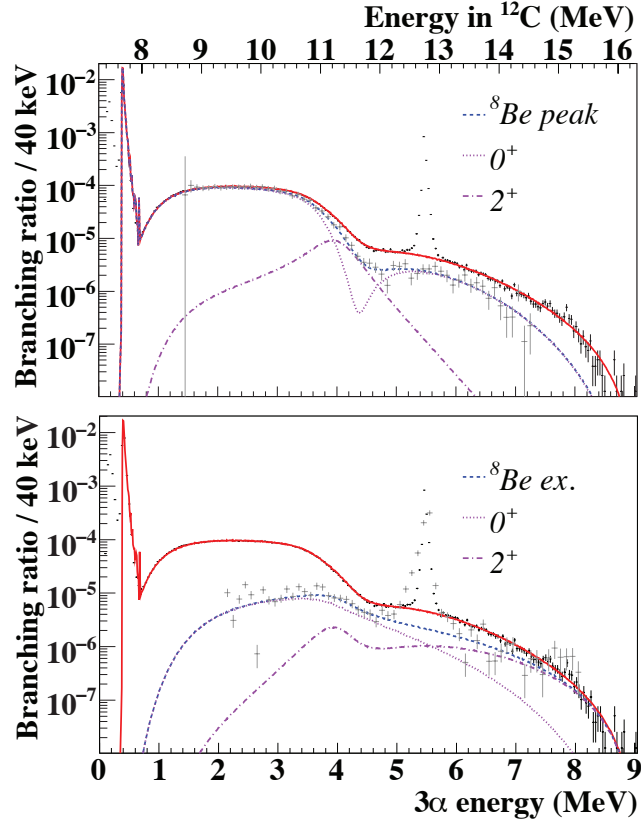 Energy in ¹²C (MeV)
8 9 10 11 12 13 14 15 16
Branching ratio / 40 keV
10⁻²
10⁻³
10⁻⁴
10⁻⁵
10⁻⁶
10⁻⁷
⁸Be peak
0⁺
2⁺
Branching ratio / 40 keV
10⁻²
10⁻³
10⁻⁴
10⁻⁵
10⁻⁶
10⁻⁷
⁸Be ex.
0⁺
2⁺
0 1 2 3 4 5 6 7 8 9
3α energy (MeV)